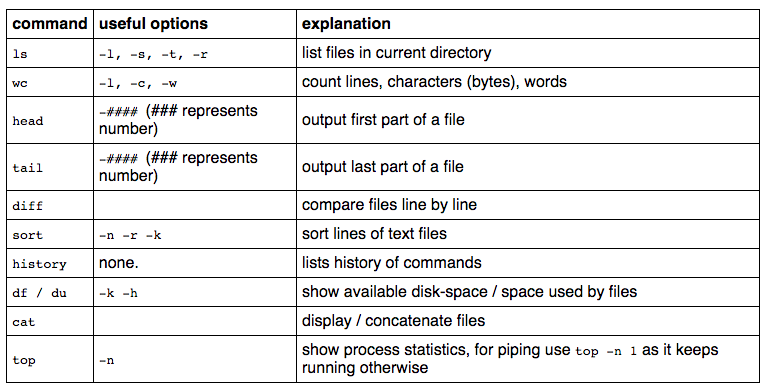 command useful options explanation
ls -l, -s, -t, -r list files in current directory
wc -l, -c, -w count lines, characters (bytes), words
head -#### (### represents number) output first part of a file
tail -#### (### represents number) output last part of a file
diff compare files line by line
sort -n -r -k sort lines of text files
history none. lists history of commands
df / du -k -h show available disk-space / space used by files
cat display / concatenate files
top -n show process statistics, for piping use top -n 1 as it keeps
running otherwise